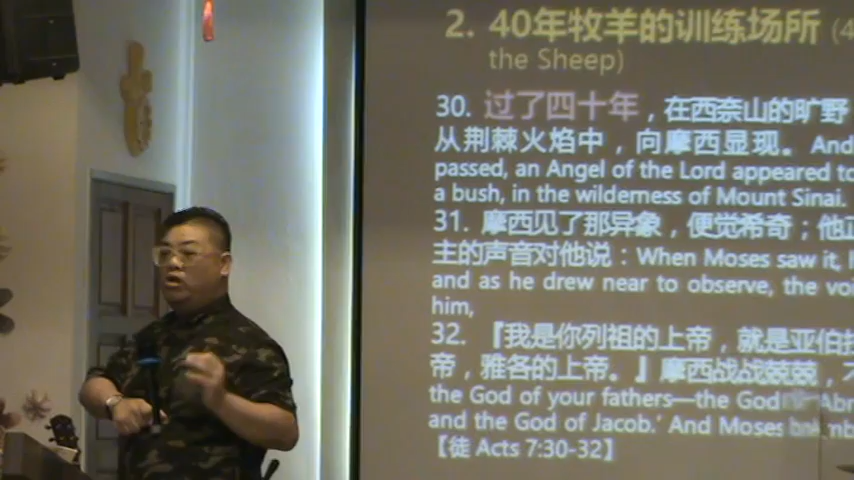 2. 40年牧羊的训练场所 (4
the Sheep)
30. 过了四十年，在西奈山的旷野
从荆棘火焰中，向摩西显现。And
passed, an Angel of the Lord appeared to
a bush, in the wilderness of Mount Sinai.
31. 摩西见了那异象，便觉希奇；他正
主的声音对他说：When Moses saw it, h
and as he drew near to observe, the voi
him,
32. 『我是你列祖的上帝，就是亚伯拉
帝，雅各的上帝。』摩西战战兢兢，不
the God of your fathers—the God Abr
and the God of Jacob.' And Moses
【徒 Acts 7:30-32】